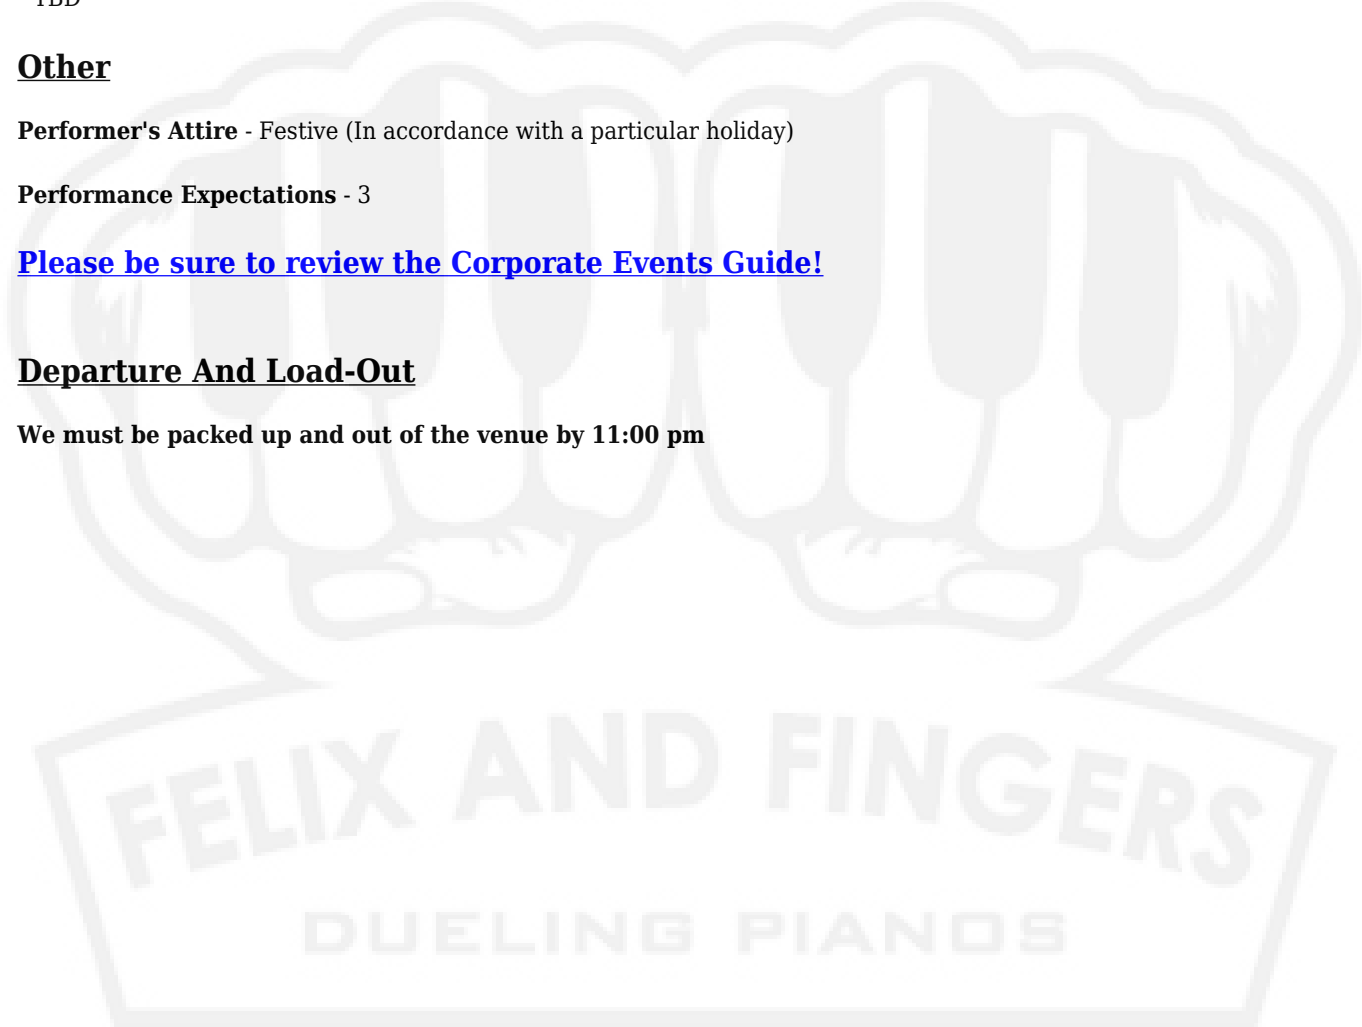 TBD
Other
Performer's Attire - Festive (In accordance with a particular holiday)
Performance Expectations - 3
Please be sure to review the Corporate Events Guide!
Departure And Load-Out
We must be packed up and out of the venue by 11:00 pm
FELIX AND FINGERS
DUELING PIANOS